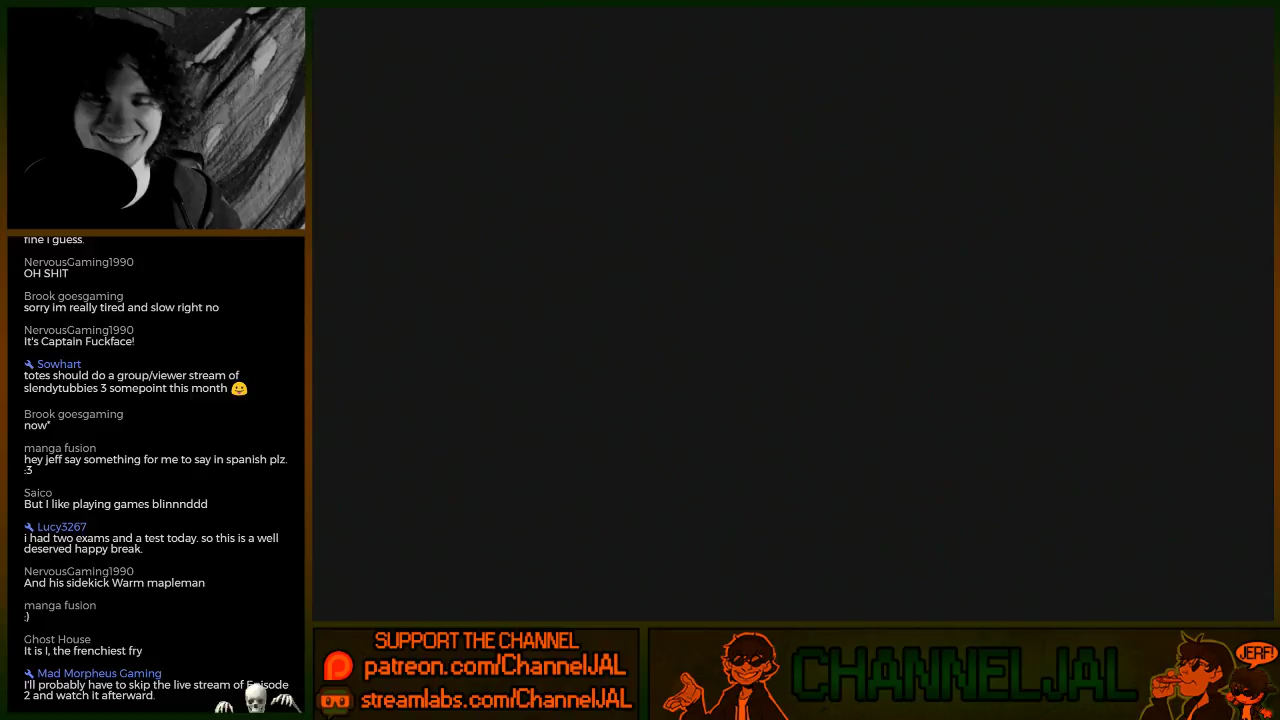 fine i guess.
NervousGaming1990
OH SHIT
Brook goesgaming
sorry im really tired and slow right no
NervousGaming1990
It's Captain Fuckface!
Sowhart
totes should do a group/viewer stream of
slendytubbies 3 somepoint this month
Brook goesgaming
now*
manga fusion
hey jeff say something for me to say in spanish plz.
:3
Saico
But I like playing games blinnnddd
Lucy3267
i had two exams and a test today. so this is a well
deserved happy break.
NervousGaming1990
And his sidekick Warm mapleman
manga fusion
:)
Ghost House
It is I, the frenchiest fry
Mad Morpheus Gaming
I'll probably have to skip the live stream of Episode
2 and watch it afterward.
SUPPORT THE CHANNEL
patreon.com/ChannelJAL
streamlabs.com/ChannelJAL
CHANNELJAL
JERF!